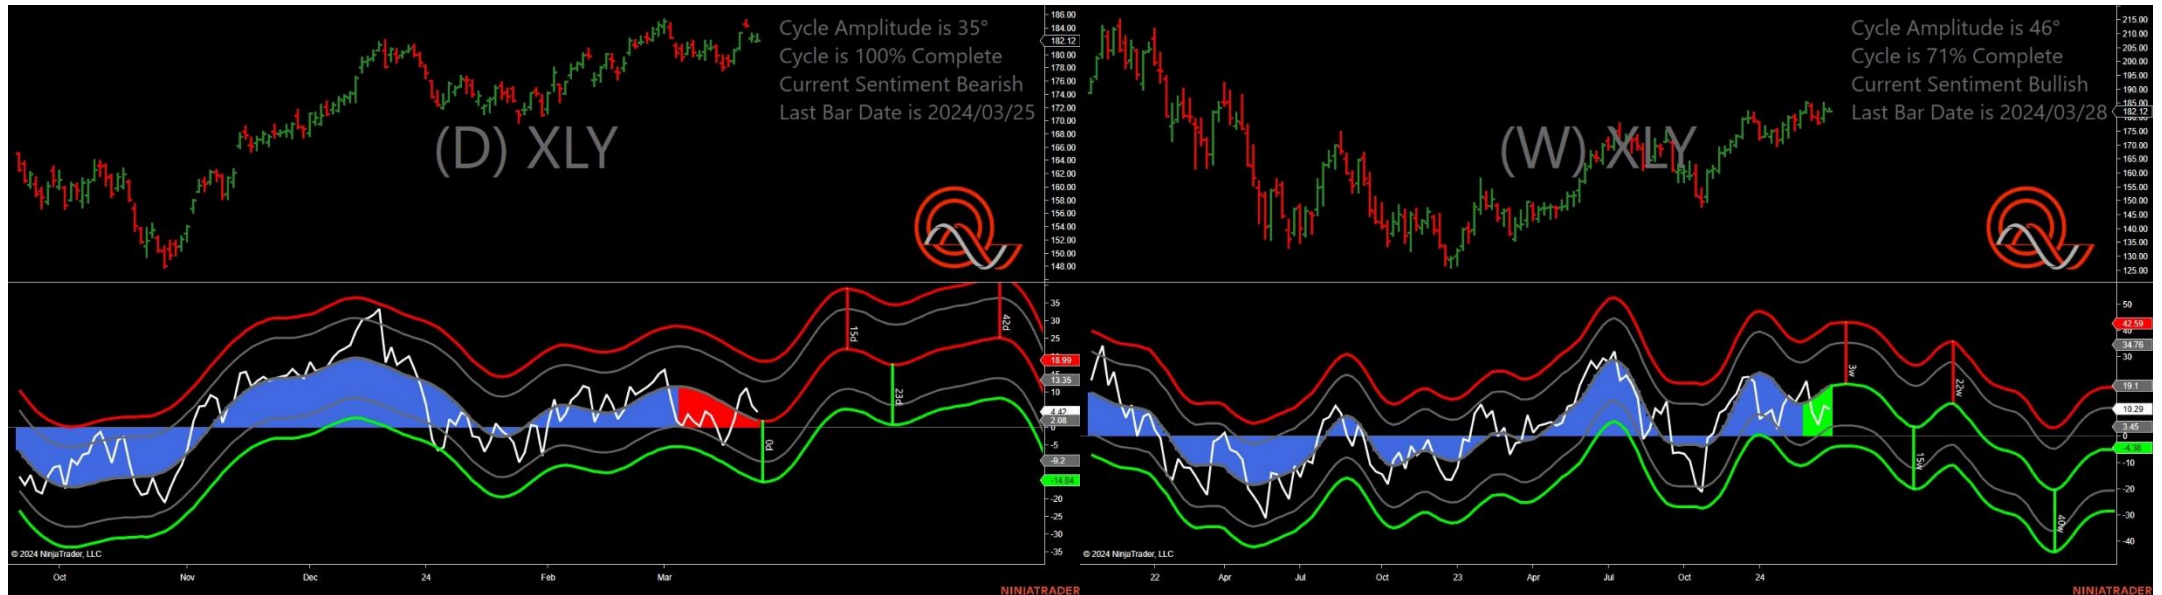 Cycle Amplitude is 35°
Cycle is 100% Complete
Current Sentiment Bearish
Last Bar Date is 2024/03/25
(D) XLY
186.00
184.00
182.12
180.00
178.00
176.00
174.00
172.00
170.00
168.00
166.00
164.00
162.00
160.00
158.00
156.00
154.00
152.00
150.00
148.00
35
30
25
18.99
15
13.35
10
4.42
2.08
0
-5
-9.2
-14.84
-20
-25
-30
-35
0d
15d
23d
42d
© 2024 NinjaTrader, LLC
Oct Nov Dec 24 Feb Mar
NINJATRADER
Cycle Amplitude is 46°
Cycle is 71% Complete
Current Sentiment Bullish
Last Bar Date is 2024/03/28
(W) XLY
215.00
210.00
205.00
200.00
195.00
190.00
185.00
182.12
175.00
170.00
165.00
160.00
155.00
150.00
145.00
140.00
135.00
130.00
125.00
50
42.59
40
34.76
30
19.1
10.29
3.45
0
-4.38
-10
-20
-30
-40
3w
15w
22w
40w
© 2024 NinjaTrader, LLC
22 Apr Jul Oct 23 Apr Jul Oct 24
NINJATRADER